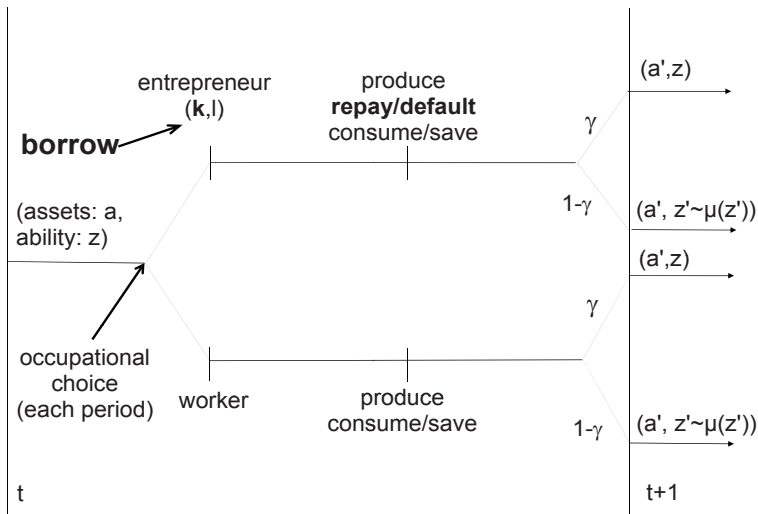 entrepreneur
(k,l)
borrow
produce
repay/default
consume/save
γ
1-γ
(a',z)
(a', z'~μ(z'))
(assets: a,
ability: z)
occupational
choice
(each period)
worker
produce
consume/save
γ
1-γ
(a',z)
(a', z'~μ(z'))
t
t+1